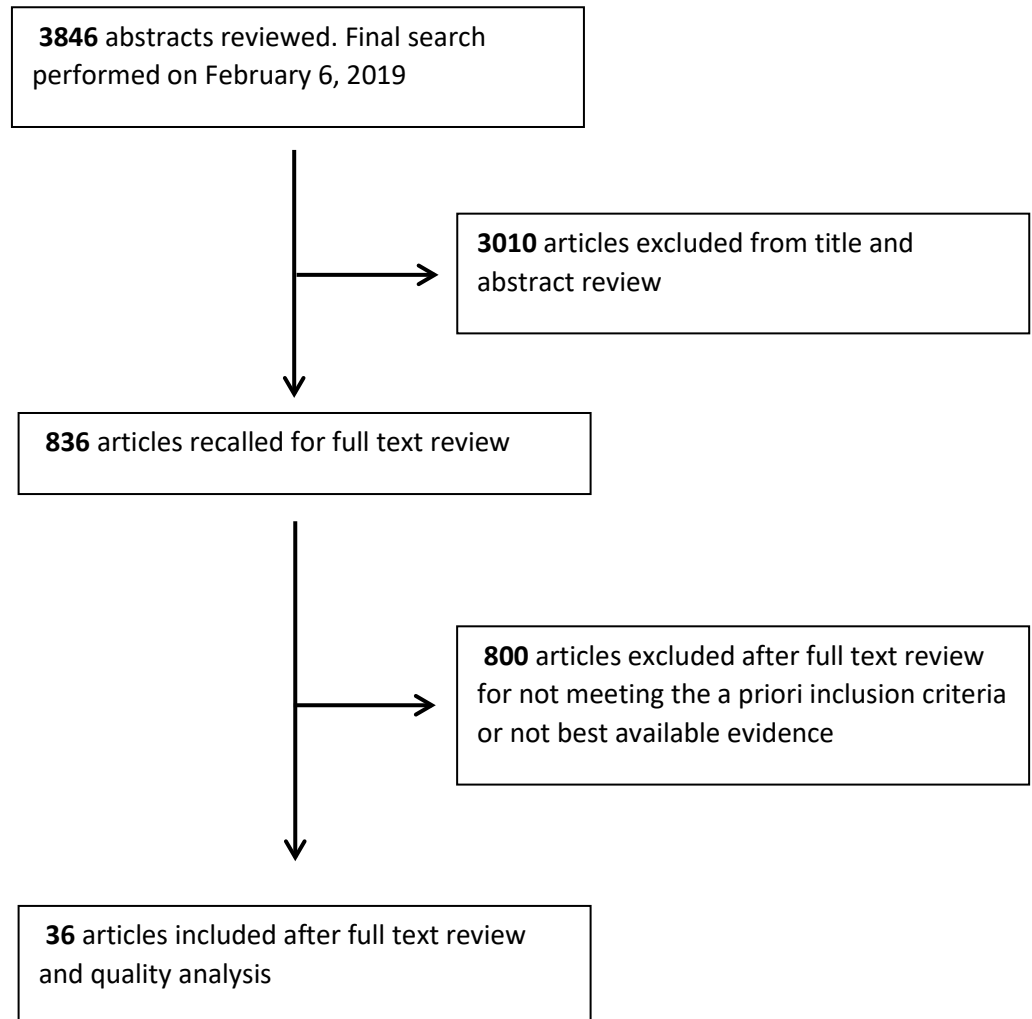 3846 abstracts reviewed. Final search
performed on February 6, 2019
3010 articles excluded from title and
abstract review
836 articles recalled for full text review
800 articles excluded after full text review
for not meeting the a priori inclusion criteria
or not best available evidence
36 articles included after full text review
and quality analysis